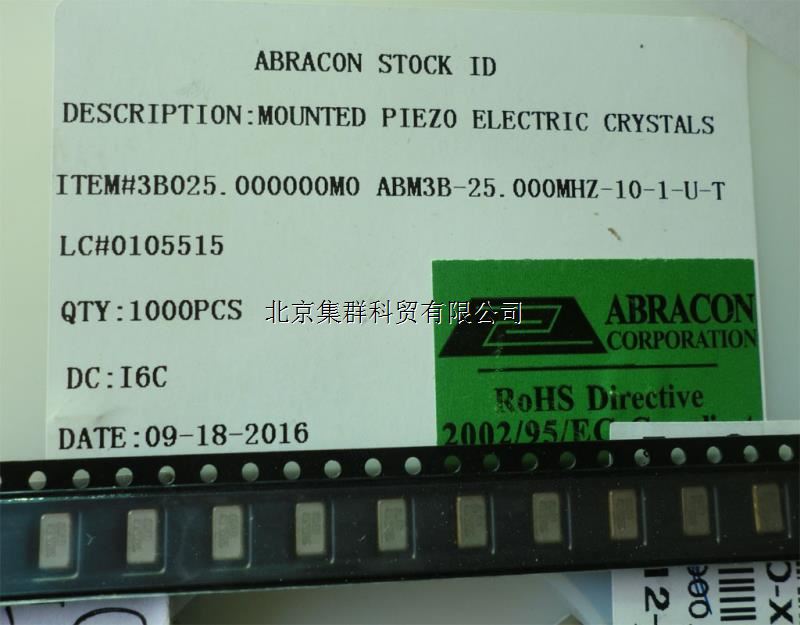 ABRACON STOCK ID
DESCRIPTION:MOUNTED PIEZO ELECTRIC CRYSTALS
ITEM#3B025.000000M0 ABM3B-25.000MHZ-10-1-U-T
LC#0105515
QTY:1000PCS
北京集群科贸有限公司
DC:I6C
DATE:09-18-2016
ABRACON
CORPORATION
RoHS Directive
2002/95/EC